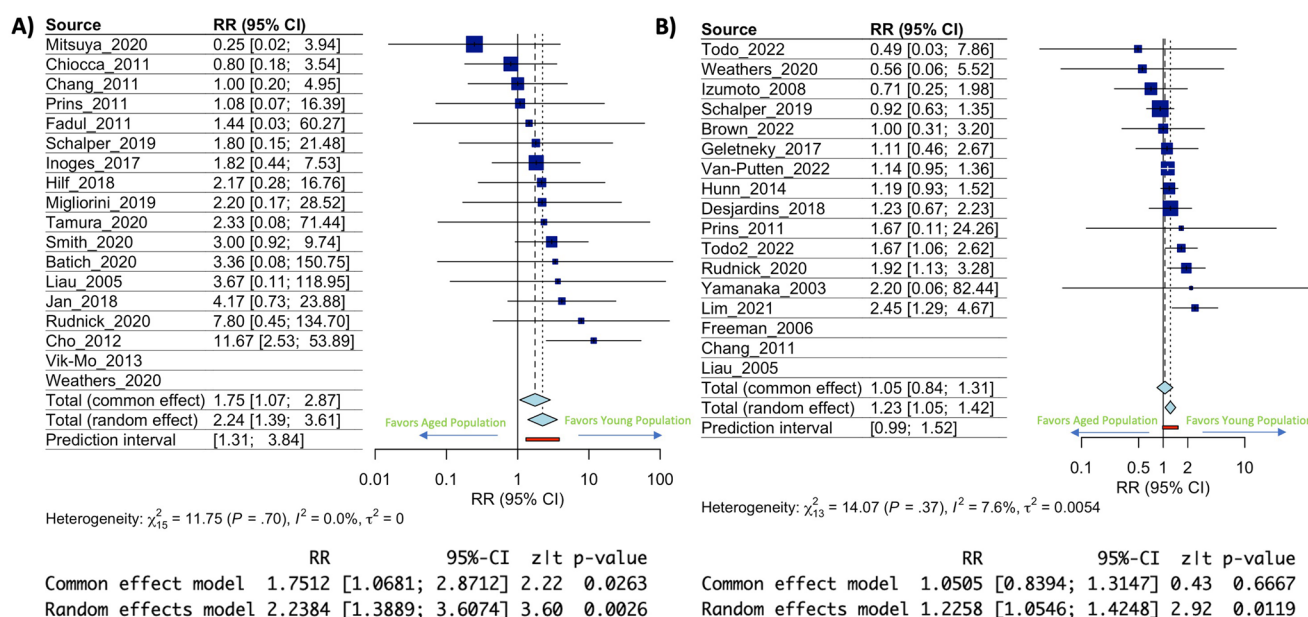 A)
Source RR (95% CI)
Mitsuya_2020 0.25 [0.02; 3.94]
Chiocca_2011 0.80 [0.18; 3.54]
Chang_2011 1.00 [0.20; 4.95]
Prins_2011 1.08 [0.07; 16.39]
Fadul_2011 1.44 [0.03; 60.27]
Schalper_2019 1.80 [0.15; 21.48]
Inoges_2017 1.82 [0.44; 7.53]
Hilf_2018 2.17 [0.28; 16.76]
Migliorini_2019 2.20 [0.17; 28.52]
Tamura_2020 2.33 [0.08; 71.44]
Smith_2020 3.00 [0.92; 9.74]
Batich_2020 3.36 [0.08; 150.75]
Liau_2005 3.67 [0.11; 118.95]
Jan_2018 4.17 [0.73; 23.88]
Rudnick_2020 7.80 [0.45; 134.70]
Cho_2012 11.67 [2.53; 53.89]
Vik-Mo_2013
Weathers_2020
Total (common effect) 1.75 [1.07; 2.87]
Total (random effect) 2.24 [1.39; 3.61]
Prediction interval [1.31; 3.84]
Favors Aged Population Favors Young Population
0.01 0.1 1 10 100
RR (95% CI)
Heterogeneity: χ²₁₅ = 11.75 (P = .70), I² = 0.0%, τ² = 0
RR 95%-CI z|t p-value
Common effect model 1.7512 [1.0681; 2.8712] 2.22 0.0263
Random effects model 2.2384 [1.3889; 3.6074] 3.60 0.0026
B)
Source RR (95% CI)
Todo_2022 0.49 [0.03; 7.86]
Weathers_2020 0.56 [0.06; 5.52]
Izumoto_2008 0.71 [0.25; 1.98]
Schalper_2019 0.92 [0.63; 1.35]
Brown_2022 1.00 [0.31; 3.20]
Geletneky_2017 1.11 [0.46; 2.67]
Van-Putten_2022 1.14 [0.95; 1.36]
Hunn_2014 1.19 [0.93; 1.52]
Desjardins_2018 1.23 [0.67; 2.23]
Prins_2011 1.67 [0.11; 24.26]
Todo2_2022 1.67 [1.06; 2.62]
Rudnick_2020 1.92 [1.13; 3.28]
Yamanaka_2003 2.20 [0.06; 82.44]
Lim_2021 2.45 [1.29; 4.67]
Freeman_2006
Chang_2011
Liau_2005
Total (common effect) 1.05 [0.84; 1.31]
Total (random effect) 1.23 [1.05; 1.42]
Prediction interval [0.99; 1.52]
Favors Aged Population Favors Young Population
0.1 0.5 1 2 10
RR (95% CI)
Heterogeneity: χ²₁₃ = 14.07 (P = .37), I² = 7.6%, τ² = 0.0054
RR 95%-CI z|t p-value
Common effect model 1.0505 [0.8394; 1.3147] 0.43 0.6667
Random effects model 1.2258 [1.0546; 1.4248] 2.92 0.0119